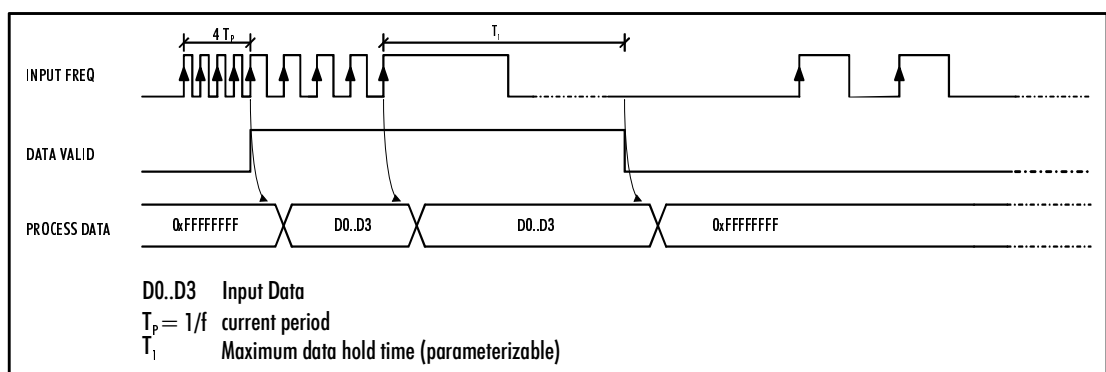 4 Tₚ T₁
INPUT FREQ
DATA VALID
PROCESS DATA 0xFFFFFFFF D0..D3 D0..D3 0xFFFFFFFF
D0..D3 Input Data
Tₚ = 1/f current period
T₁ Maximum data hold time (parameterizable)